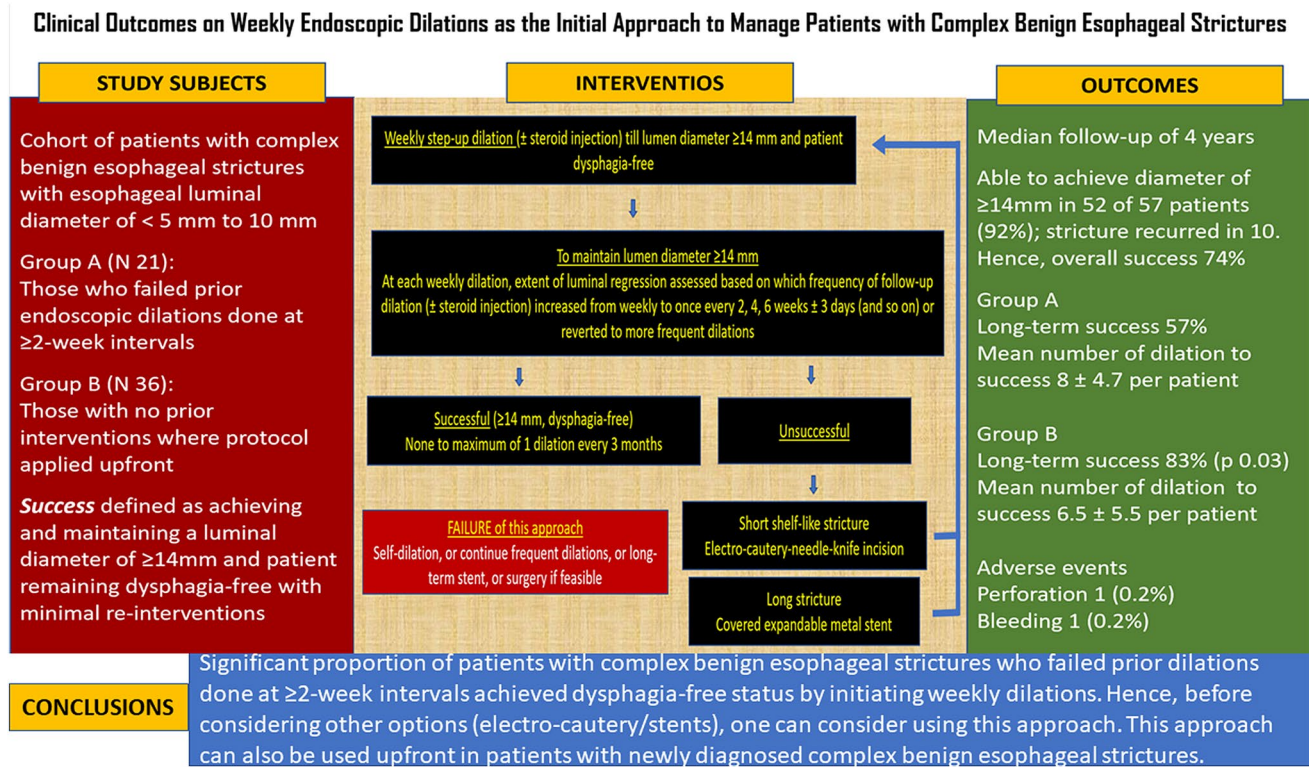 Clinical Outcomes on Weekly Endoscopic Dilations as the Initial Approach to Manage Patients with Complex Benign Esophageal Strictures
STUDY SUBJECTS
Cohort of patients with complex
benign esophageal strictures
with esophageal luminal
diameter of < 5 mm to 10 mm
Group A (N 21):
Those who failed prior
endoscopic dilations done at
≥2-week intervals
Group B (N 36):
Those with no prior
interventions where protocol
applied upfront
Success defined as achieving
and maintaining a luminal
diameter of ≥14mm and patient
remaining dysphagia-free with
minimal re-interventions
INTERVENTIOS
Weekly step-up dilation (± steroid injection) till lumen diameter ≥14 mm and patient
dysphagia-free
To maintain lumen diameter ≥14 mm
At each weekly dilation, extent of luminal regression assessed based on which frequency of follow-up
dilation (± steroid injection) increased from weekly to once every 2, 4, 6 weeks ± 3 days (and so on) or
reverted to more frequent dilations
Successful (≥14 mm, dysphagia-free)
None to maximum of 1 dilation every 3 months
Unsuccessful
FAILURE of this approach
Self-dilation, or continue frequent dilations, or long-
term stent, or surgery if feasible
Short shelf-like stricture
Electro-cautery-needle-knife incision
Long stricture
Covered expandable metal stent
OUTCOMES
Median follow-up of 4 years
Able to achieve diameter of
≥14mm in 52 of 57 patients
(92%); stricture recurred in 10.
Hence, overall success 74%
Group A
Long-term success 57%
Mean number of dilation to
success 8 ± 4.7 per patient
Group B
Long-term success 83% (p 0.03)
Mean number of dilation to
success 6.5 ± 5.5 per patient
Adverse events
Perforation 1 (0.2%)
Bleeding 1 (0.2%)
CONCLUSIONS
Significant proportion of patients with complex benign esophageal strictures who failed prior dilations
done at ≥2-week intervals achieved dysphagia-free status by initiating weekly dilations. Hence, before
considering other options (electro-cautery/stents), one can consider using this approach. This approach
can also be used upfront in patients with newly diagnosed complex benign esophageal strictures.